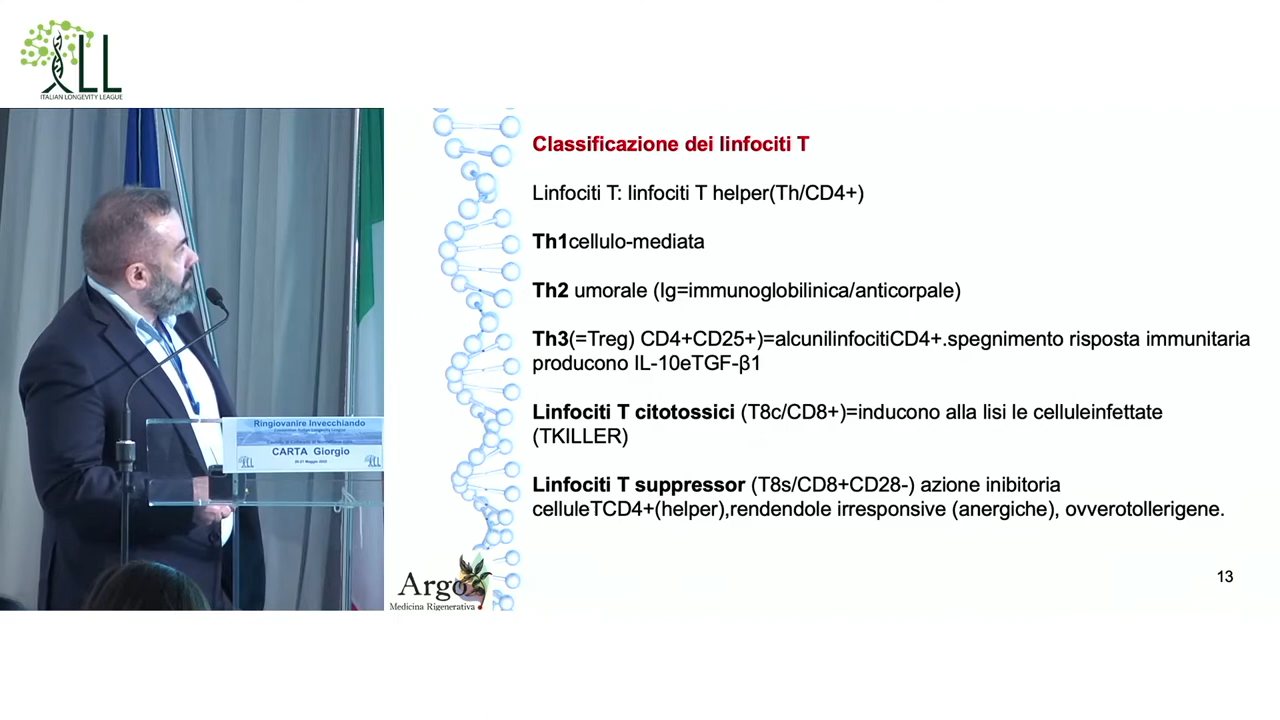 ILL
ITALIAN LONGEVITY LEAGUE
Ringiovanire Invecchiando
CARTA Giorgio
Classificazione dei linfociti T
Linfociti T: linfociti T helper(Th/CD4+)
Th1cellulo-mediata
Th2 umorale (Ig=immunoglobilinica/anticorpale)
Th3(=Treg) CD4+CD25+)=alcunilinfocitiCD4+.spegnimento risposta immunitaria
producono IL-10eTGF-β1
Linfociti T citotossici (T8c/CD8+)=inducono alla lisi le celluleinfettate
(TKILLER)
Linfociti T suppressor (T8s/CD8+CD28-) azione inibitoria
celluleTCD4+(helper),rendendole irresponsive (anergiche), ovverotollerigene.
Argo
Medicina Rigenerativa
13